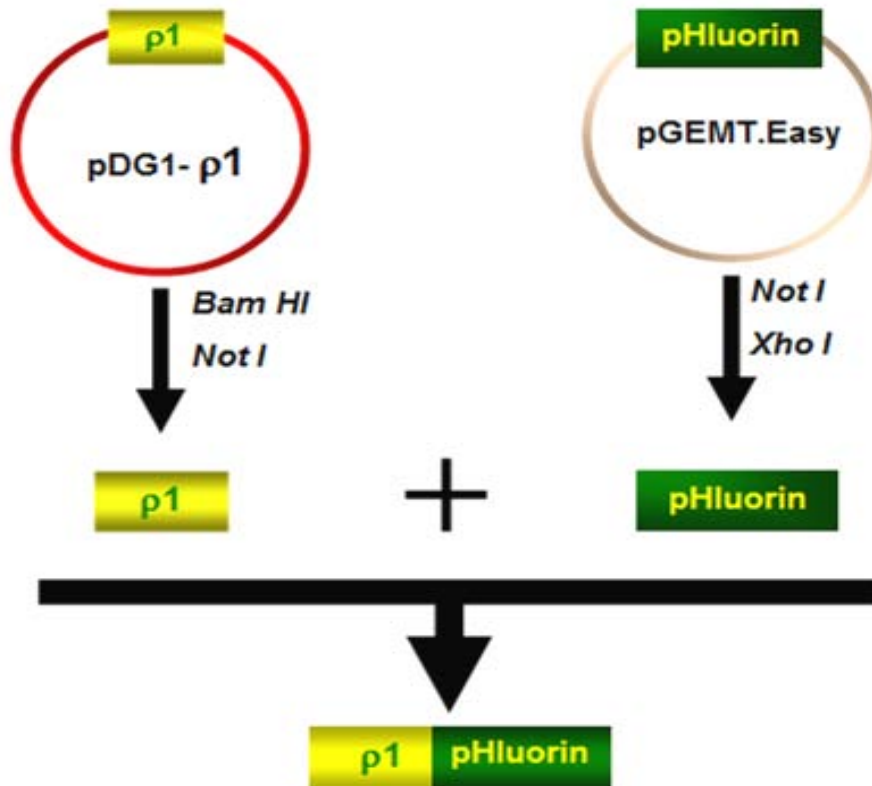 ρ1
pHluorin
pDG1- ρ1
pGEMT.Easy
Bam HI
Not I
Not I
Xho I
ρ1
+
pHluorin
ρ1
pHluorin